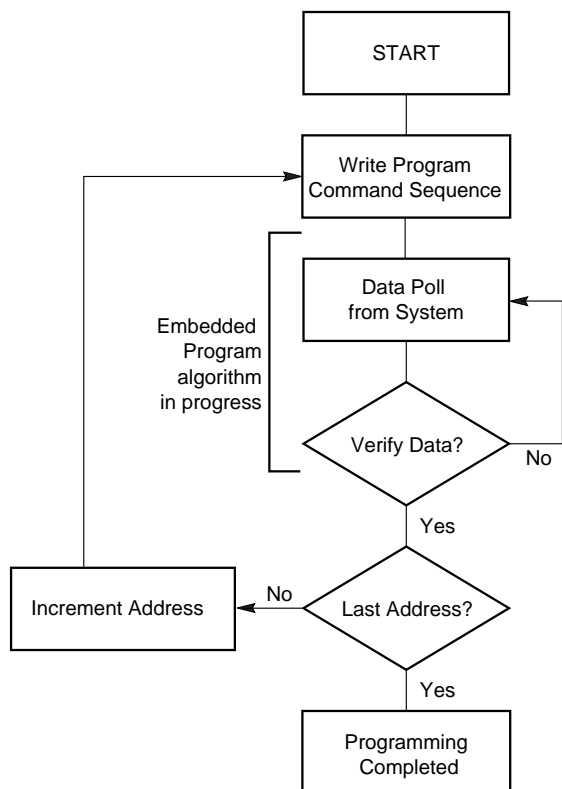 START
Write Program
Command Sequence
Data Poll
from System
Embedded
Program
algorithm
in progress
Verify Data?
No
Yes
Last Address?
No
Increment Address
Yes
Programming
Completed